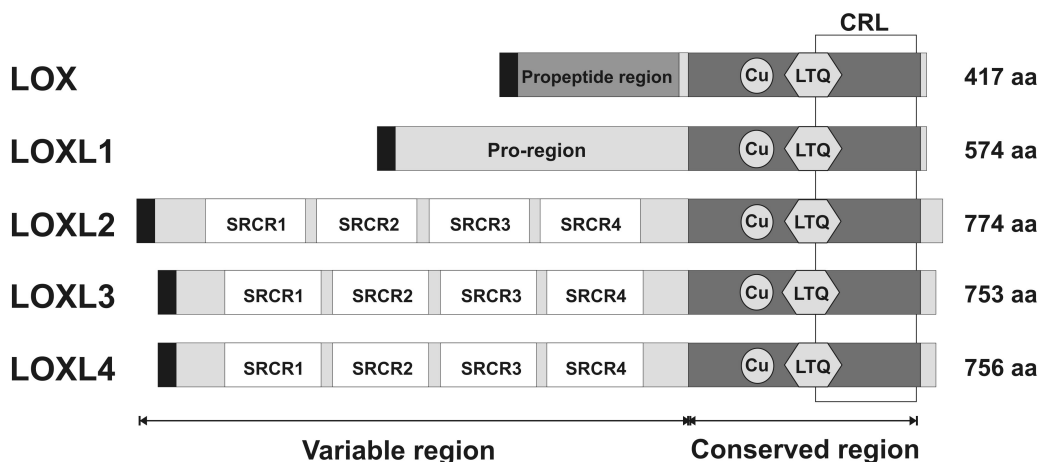 CRL
LOX Propeptide region Cu LTQ 417 aa
LOXL1 Pro-region Cu LTQ 574 aa
LOXL2 SRCR1 SRCR2 SRCR3 SRCR4 Cu LTQ 774 aa
LOXL3 SRCR1 SRCR2 SRCR3 SRCR4 Cu LTQ 753 aa
LOXL4 SRCR1 SRCR2 SRCR3 SRCR4 Cu LTQ 756 aa
Variable region Conserved region